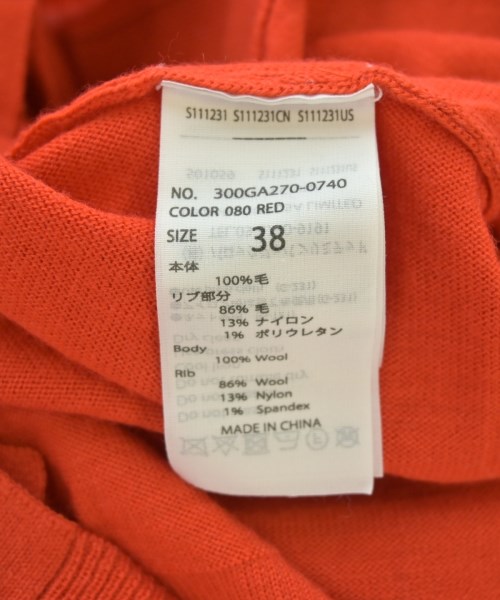 S111231 S111231CN S111231US
NO. 300GA270-0740
COLOR 080 RED
SIZE 38
本体
100%毛
リブ部分
86% 毛
13% ナイロン
1% ポリウレタン
Body
100% Wool
Rib
86% Wool
13% Nylon
1% Spandex
MADE IN CHINA